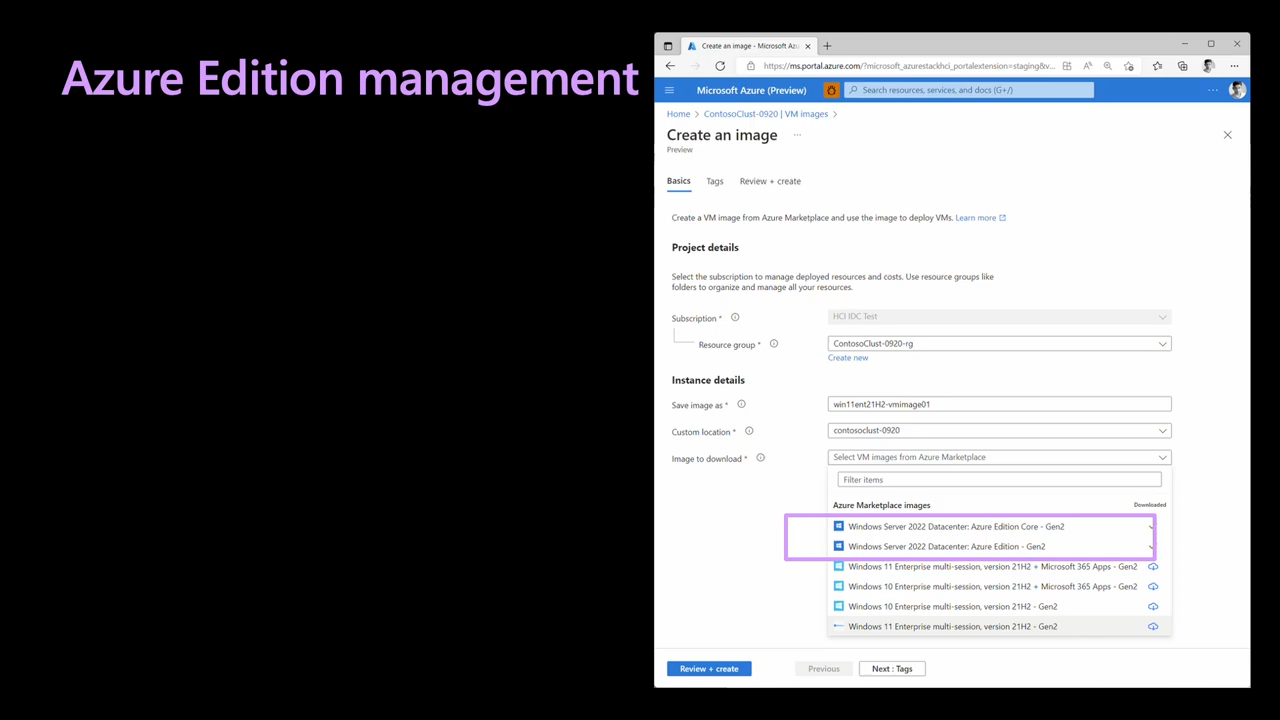 Azure Edition management
Create an image - Microsoft Azu
https://ms.portal.azure.com/?microsoft_azurestackhci_portalextension=staging&v...
Microsoft Azure (Preview)
Search resources, services, and docs (G+/)
Home > ContosoClust-0920 | VM images >
Create an image ...
Preview
Basics Tags Review + create
Create a VM image from Azure Marketplace and use the image to deploy VMs. Learn more
Project details
Select the subscription to manage deployed resources and costs. Use resource groups like
folders to organize and manage all your resources.
Subscription * HCI IDC Test
Resource group * ContosoClust-0920-rg
Create new
Instance details
Save image as * win11ent21H2-vmimage01
Custom location * contosoclust-0920
Image to download * Select VM images from Azure Marketplace
Filter items
Azure Marketplace images Downloaded
Windows Server 2022 Datacenter: Azure Edition Core - Gen2
Windows Server 2022 Datacenter: Azure Edition - Gen2
Windows 11 Enterprise multi-session, version 21H2 + Microsoft 365 Apps - Gen2
Windows 10 Enterprise multi-session, version 21H2 + Microsoft 365 Apps - Gen2
Windows 10 Enterprise multi-session, version 21H2 - Gen2
Windows 11 Enterprise multi-session, version 21H2 - Gen2
Review + create Previous Next : Tags